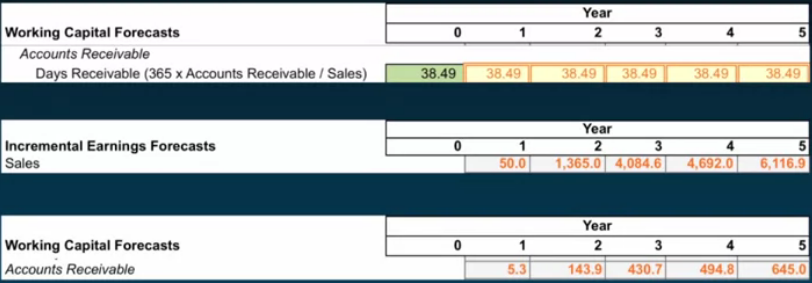 Year
Working Capital Forecasts 0 1 2 3 4 5
Accounts Receivable
Days Receivable (365 x Accounts Receivable / Sales) 38.49 38.49 38.49 38.49 38.49 38.49
Year
Incremental Earnings Forecasts 0 1 2 3 4 5
Sales 50.0 1,365.0 4,084.6 4,692.0 6,116.9
Year
Working Capital Forecasts 0 1 2 3 4 5
Accounts Receivable 5.3 143.9 430.7 494.8 645.0